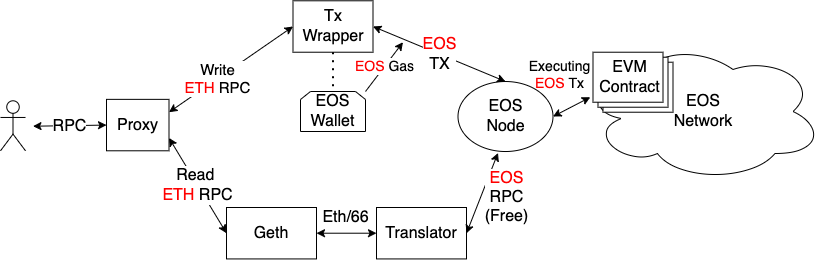 Tx
Wrapper
EOS
TX
Write
ETH RPC
EOS Gas
EOS
Wallet
RPC
Proxy
EOS
Node
Executing
EOS Tx
EVM
Contract
EOS
Network
Read
ETH RPC
Geth
Eth/66
Translator
EOS
RPC
(Free)